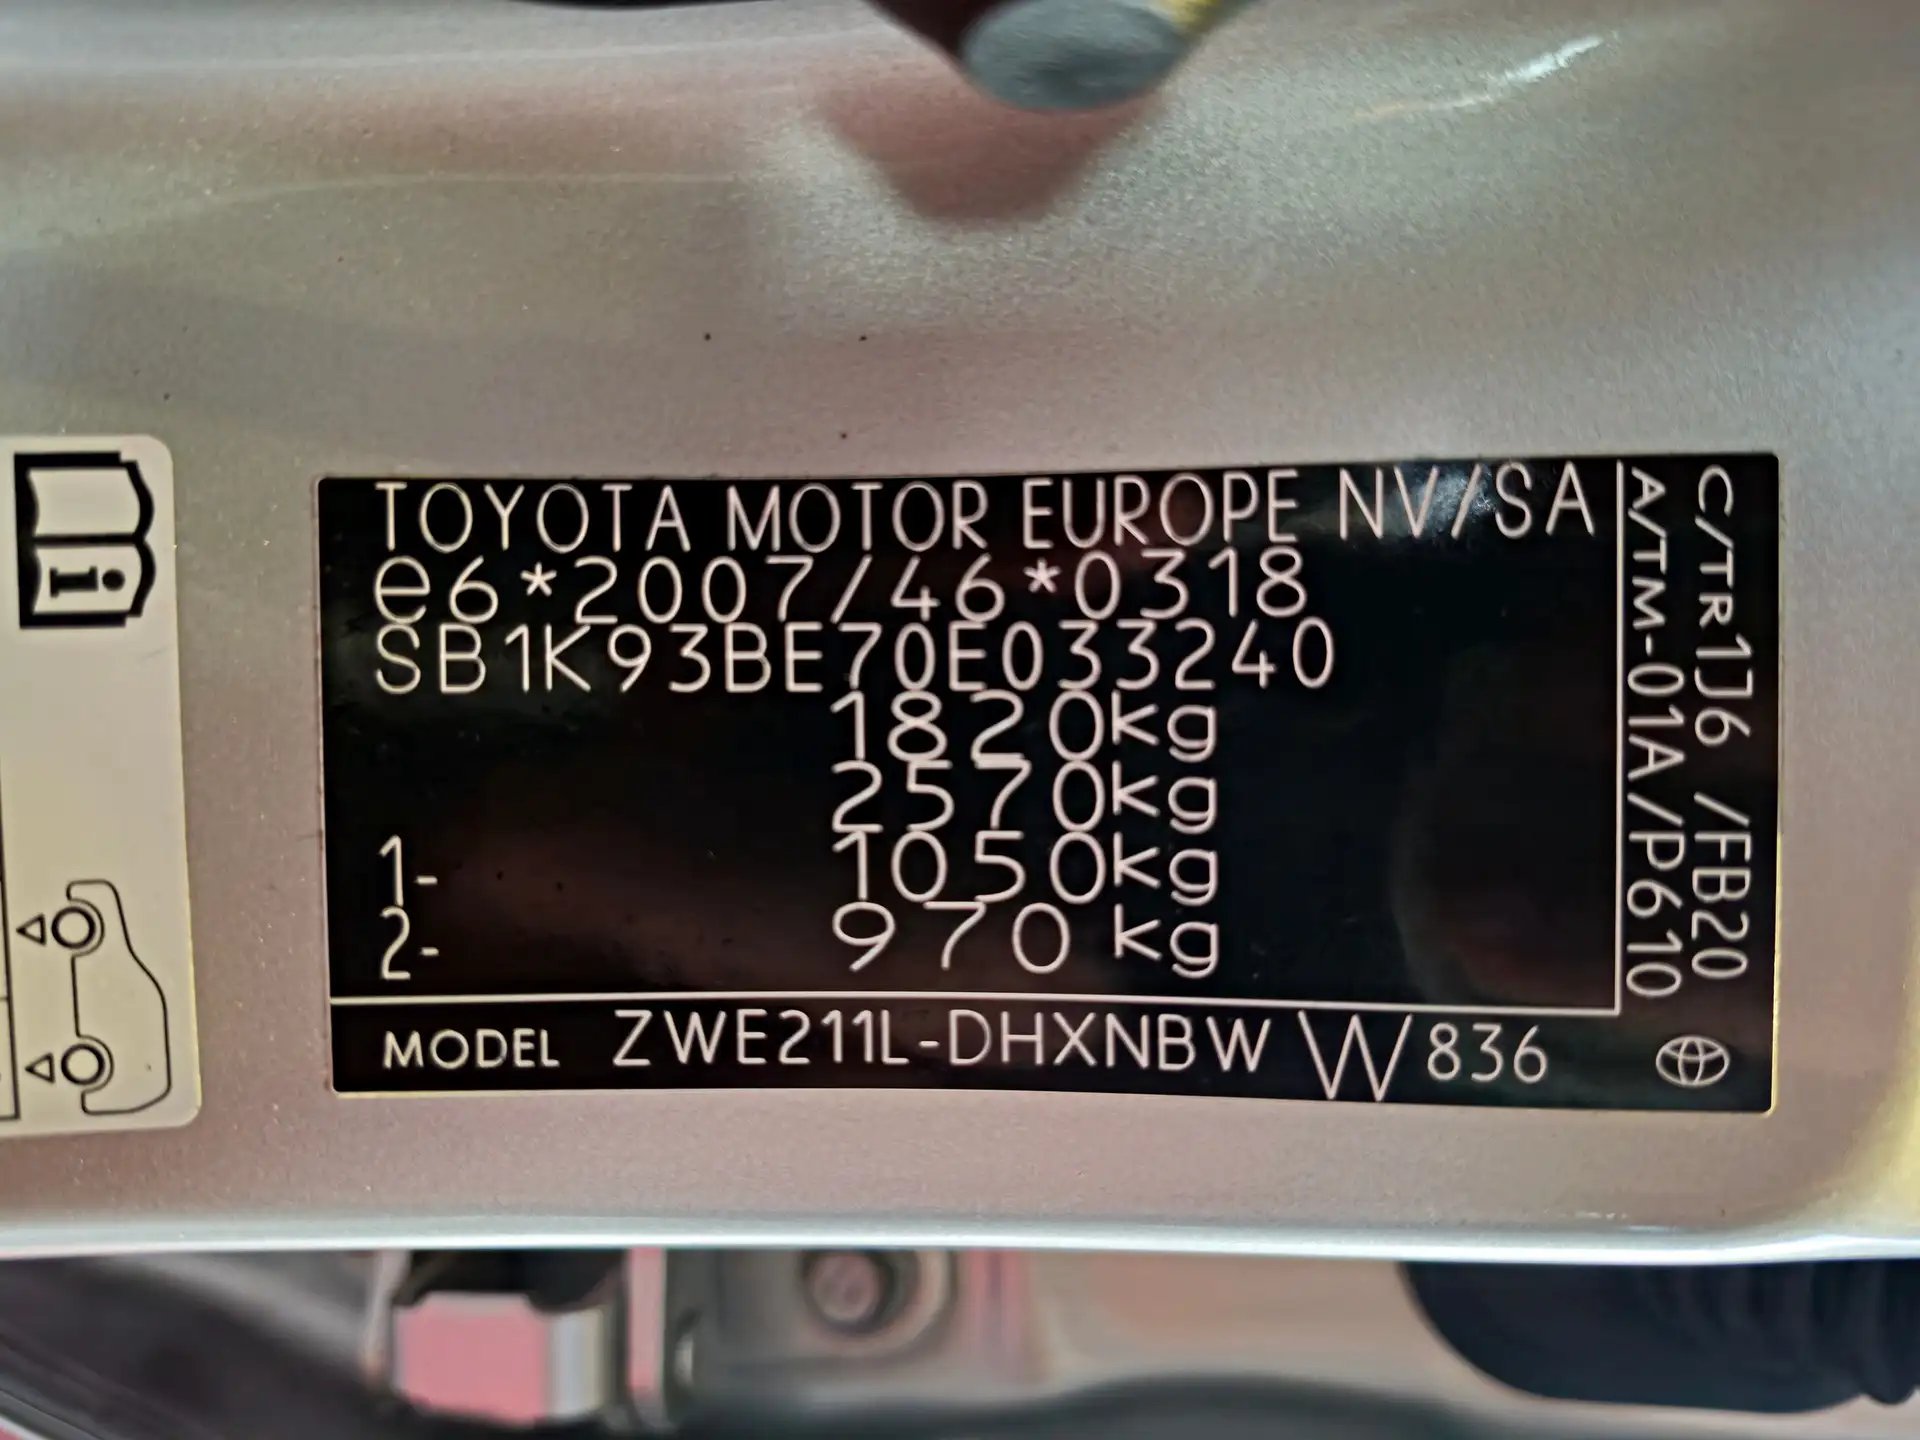 TOYOTA MOTOR EUROPE NV/SA
e6*2007/46*0318
SB1K93BE70E033240
1820kg
2570kg
1- 1050kg
2- 970 kg
MODEL ZWE211L-DHXNBW W836
C/TR1J6 /FB20
A/TM-01A/P610
i